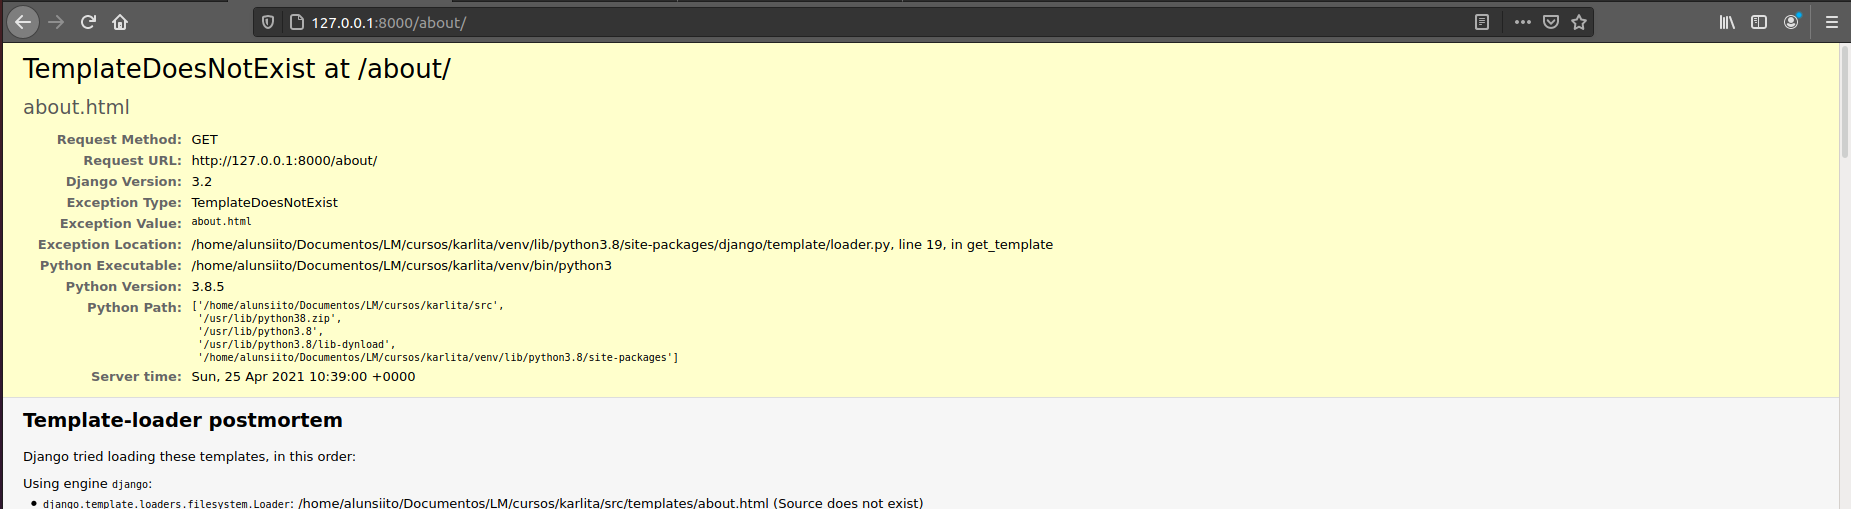 127.0.0.1:8000/about/
TemplateDoesNotExist at /about/
about.html
Request Method: GET
Request URL: http://127.0.0.1:8000/about/
Django Version: 3.2
Exception Type: TemplateDoesNotExist
Exception Value: about.html
Exception Location: /home/alunsiito/Documentos/LM/cursos/karlita/venv/lib/python3.8/site-packages/django/template/loader.py, line 19, in get_template
Python Executable: /home/alunsiito/Documentos/LM/cursos/karlita/venv/bin/python3
Python Version: 3.8.5
Python Path: ['/home/alunsiito/Documentos/LM/cursos/karlita/src',
'/usr/lib/python38.zip',
'/usr/lib/python3.8',
'/usr/lib/python3.8/lib-dynload',
'/home/alunsiito/Documentos/LM/cursos/karlita/venv/lib/python3.8/site-packages']
Server time: Sun, 25 Apr 2021 10:39:00 +0000
Template-loader postmortem
Django tried loading these templates, in this order:
Using engine django:
• django.template.loaders.filesystem.Loader: /home/alunsiito/Documentos/LM/cursos/karlita/src/templates/about.html (Source does not exist)